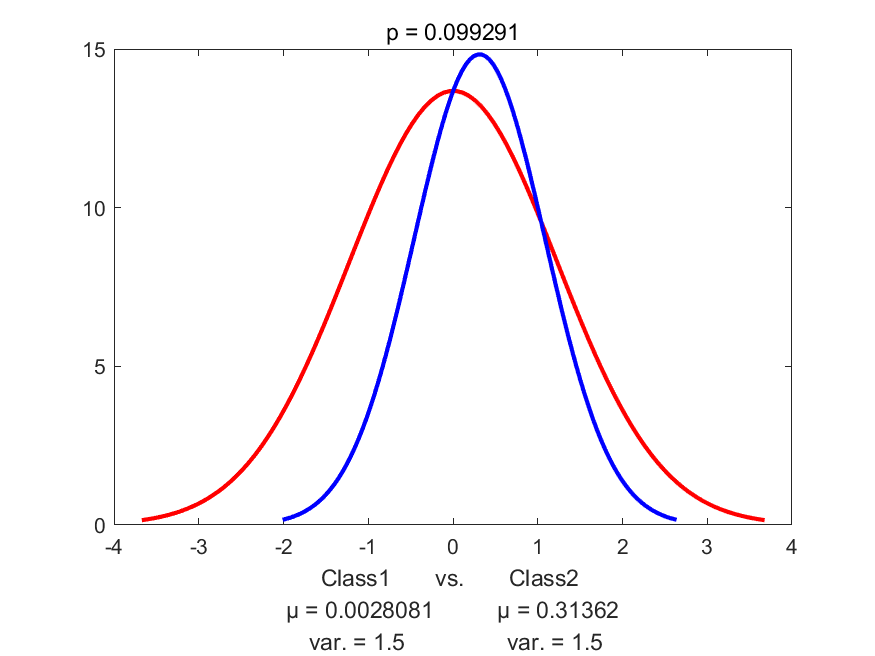 p = 0.099291
15
10
5
0
-4 -3 -2 -1 0 1 2 3 4
Class1 vs. Class2
μ = 0.0028081 μ = 0.31362
var. = 1.5 var. = 1.5